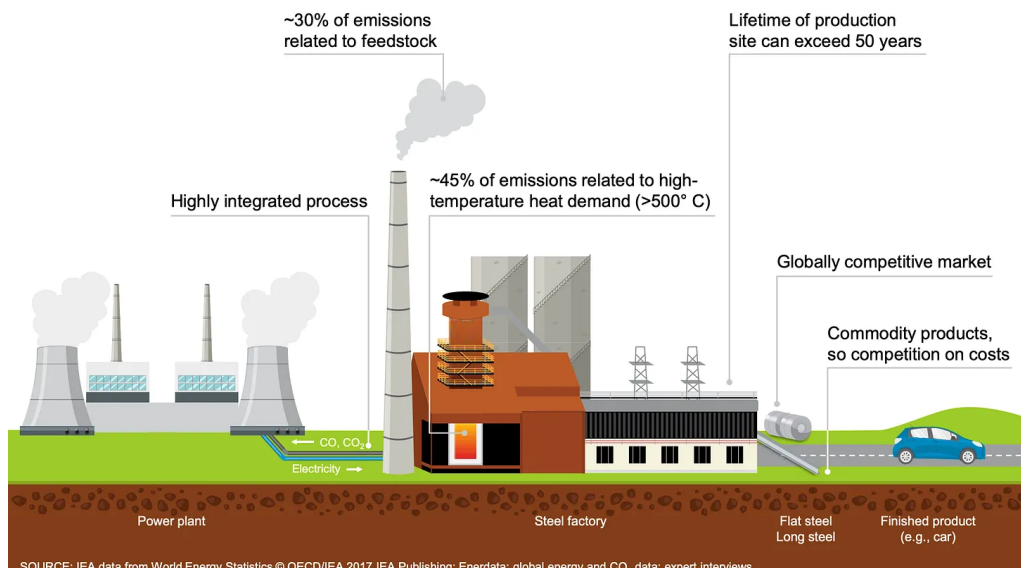 ~30% of emissions
related to feedstock
Lifetime of production
site can exceed 50 years
~45% of emissions related to high-
temperature heat demand (>500° C)
Highly integrated process
Globally competitive market
Commodity products,
so competition on costs
← CO, CO₂
Electricity →
Power plant
Steel factory
Flat steel
Long steel
Finished product
(e.g., car)
SOURCE: IEA data from World Energy Statistics © OECD/IEA 2017 IEA Publishing; Enerdata: global energy and CO₂ data; expert interviews